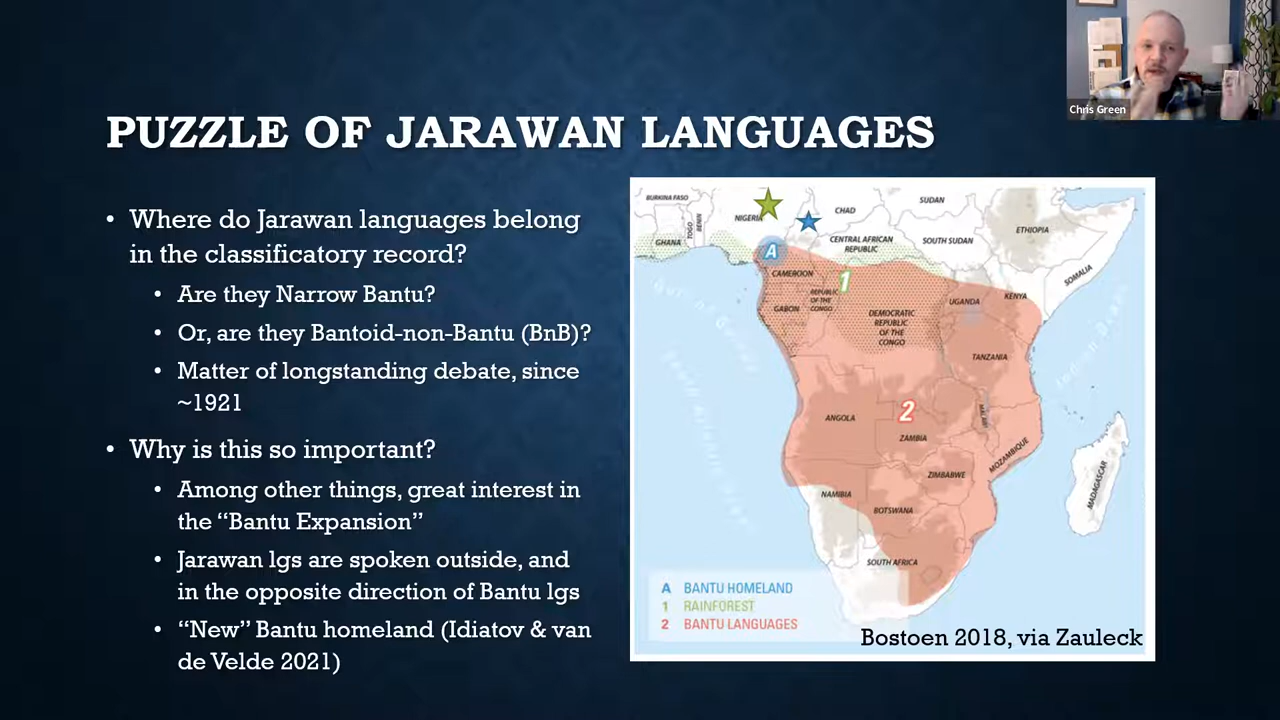 Chris Green
PUZZLE OF JARAWAN LANGUAGES
• Where do Jarawan languages belong
in the classificatory record?
• Are they Narrow Bantu?
• Or, are they Bantoid-non-Bantu (BnB)?
• Matter of longstanding debate, since
~1921
• Why is this so important?
• Among other things, great interest in
the “Bantu Expansion”
• Jarawan lgs are spoken outside, and
in the opposite direction of Bantu lgs
• “New” Bantu homeland (Idiatov & van
de Velde 2021)
BURKINA FASO
GHANA
TOGO
BENIN
NIGERIA
CHAD
SUDAN
ETHIOPIA
CENTRAL AFRICAN
REPUBLIC
SOUTH SUDAN
SOMALIA
A
CAMEROON
1
GABON
REPUBLIC
OF THE
CONGO
DEMOCRATIC
REPUBLIC
OF THE
CONGO
UGANDA
KENYA
TANZANIA
ANGOLA
2
ZAMBIA
MALAWI
MOZAMBIQUE
ZIMBABWE
NAMIBIA
BOTSWANA
MADAGASCAR
SOUTH AFRICA
A BANTU HOMELAND
1 RAINFOREST
2 BANTU LANGUAGES
Bostoen 2018, via Zauleck